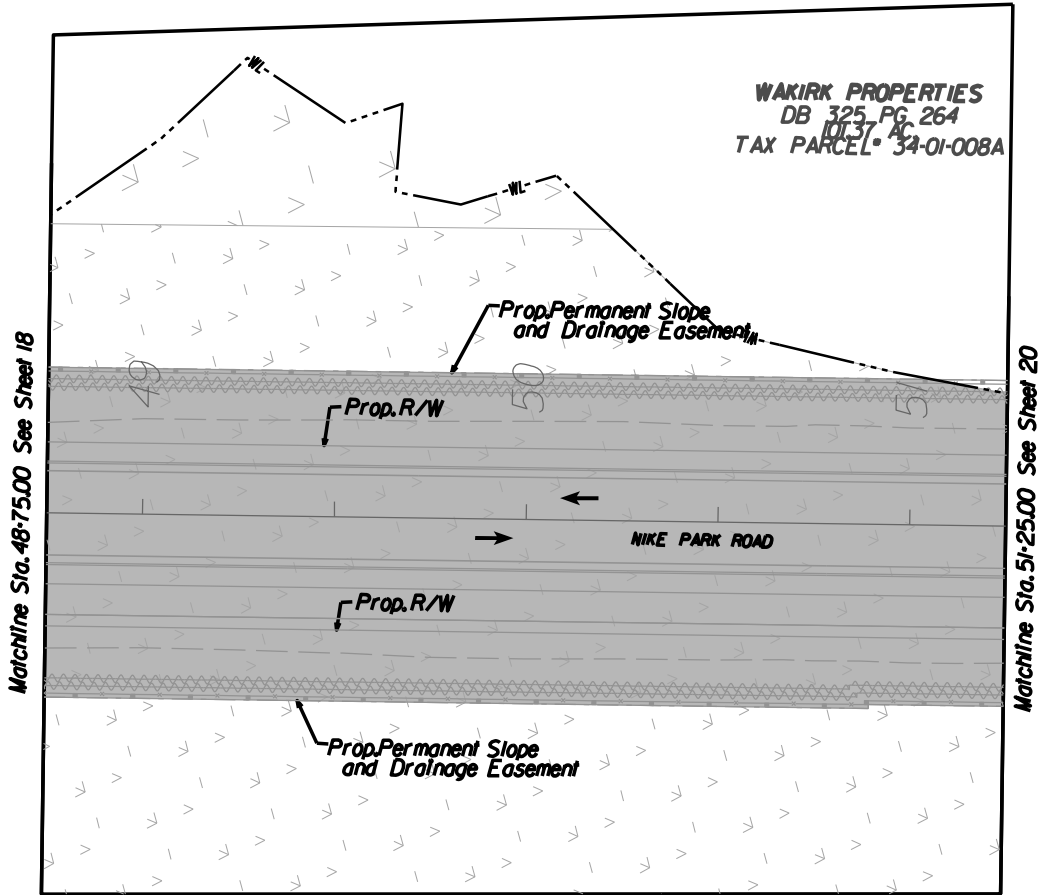 WL
WAKIRK PROPERTIES
DB 325 PG 264
101.37 AC.
TAX PARCEL# 34-01-008A
WL
Prop.Permanent Slope
and Drainage Easement
WL
49
50
51
Prop.R/W
NIKE PARK ROAD
Prop.R/W
Prop.Permanent Slope
and Drainage Easement
Matchline Sta.48+75.00 See Sheet 18
Matchline Sta.51+25.00 See Sheet 20